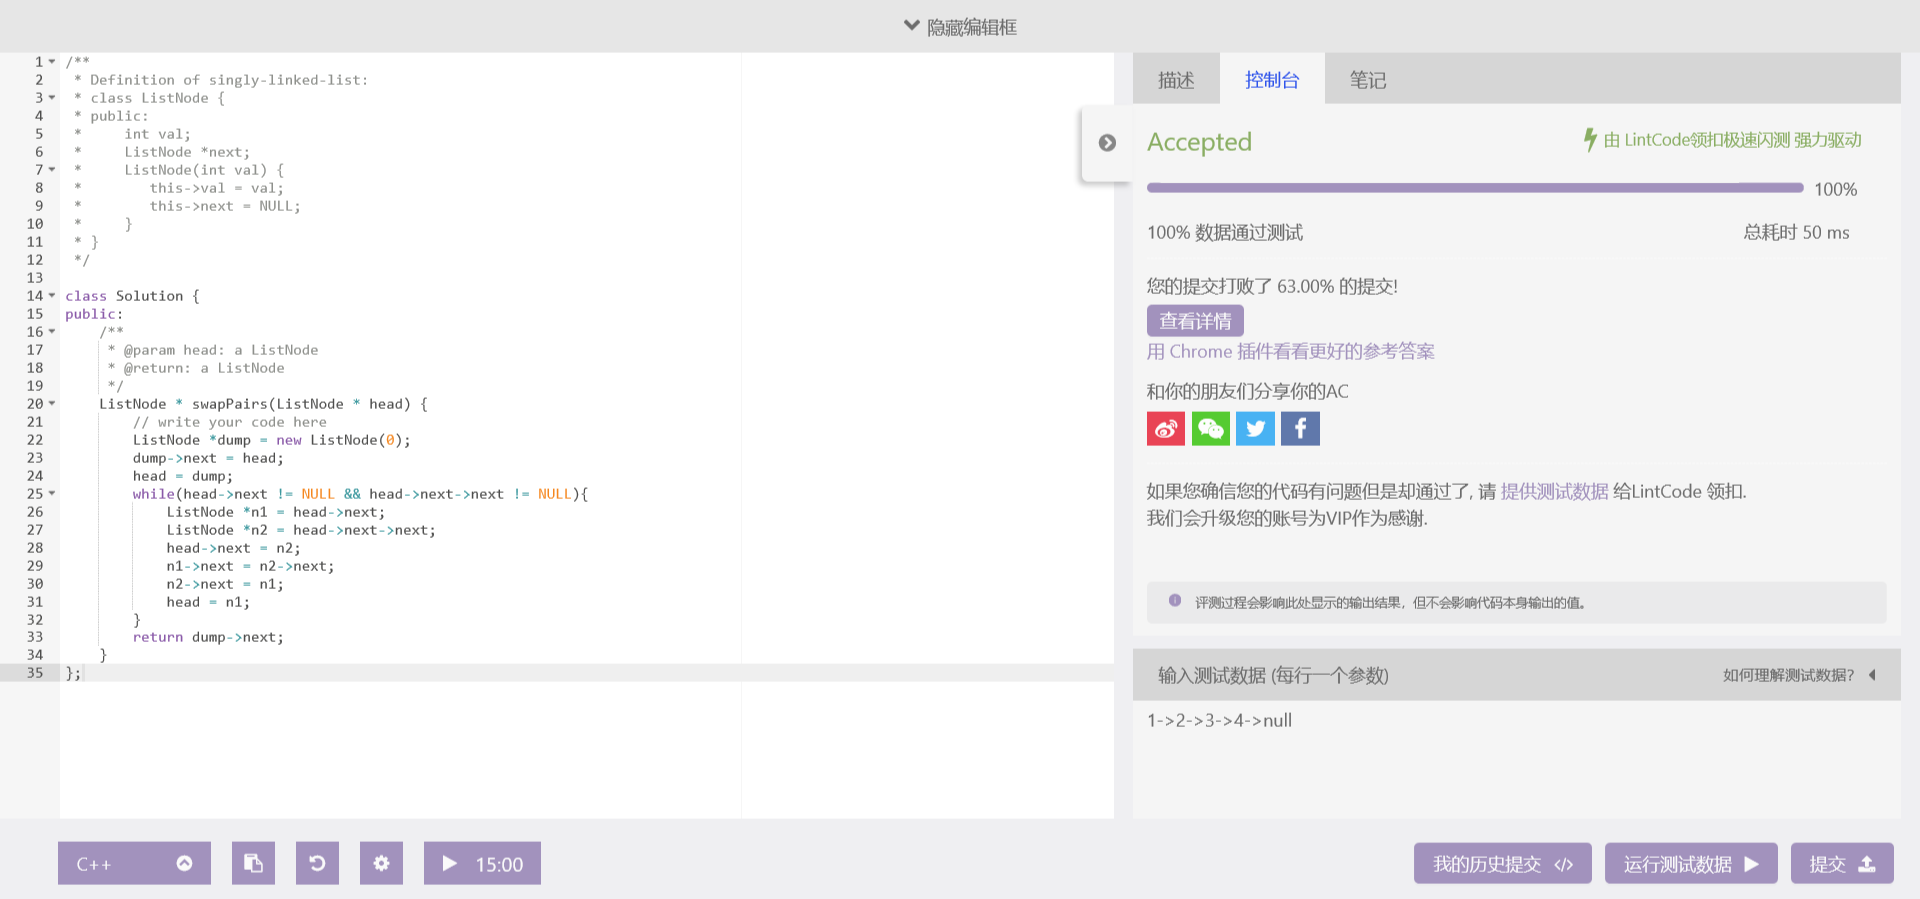 隐藏编辑框
1 /**
2  * Definition of singly-linked-list:
3  * class ListNode {
4  * public:
5  *     int val;
6  *     ListNode *next;
7  *     ListNode(int val) {
8  *        this->val = val;
9  *        this->next = NULL;
10  *     }
11  * }
12  */
13
14 class Solution {
15 public:
16     /**
17      * @param head: a ListNode
18      * @return: a ListNode
19      */
20     ListNode * swapPairs(ListNode * head) {
21         // write your code here
22         ListNode *dump = new ListNode(0);
23         dump->next = head;
24         head = dump;
25         while(head->next != NULL && head->next->next != NULL){
26             ListNode *n1 = head->next;
27             ListNode *n2 = head->next->next;
28             head->next = n2;
29             n1->next = n2->next;
30             n2->next = n1;
31             head = n1;
32         }
33         return dump->next;
34     }
35 };
描述 控制台 笔记
Accepted 由 LintCode领扣极速闪测 强力驱动
100%
100% 数据通过测试 总耗时 50 ms
您的提交打败了 63.00% 的提交!
查看详情
用 Chrome 插件看看更好的参考答案
和你的朋友们分享你的AC
如果您确信您的代码有问题但是却通过了, 请 提供测试数据 给LintCode 领扣.
我们会升级您的账号为VIP作为感谢.
评测过程会影响此处显示的输出结果，但不会影响代码本身输出的值。
输入测试数据 (每行一个参数) 如何理解测试数据?
1->2->3->4->null
C++ 15:00 我的历史提交 </> 运行测试数据 提交